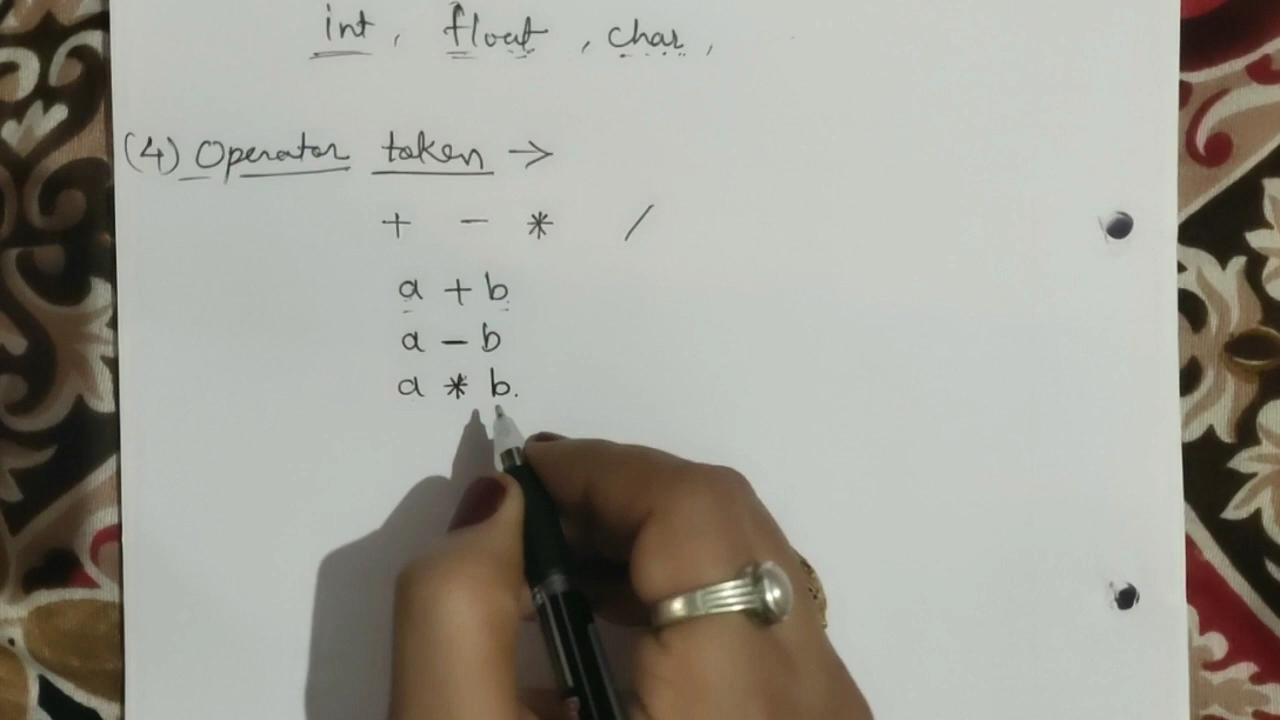 int, float, char,
(4) Operator token →
+ - * /
a + b
a - b
a * b.